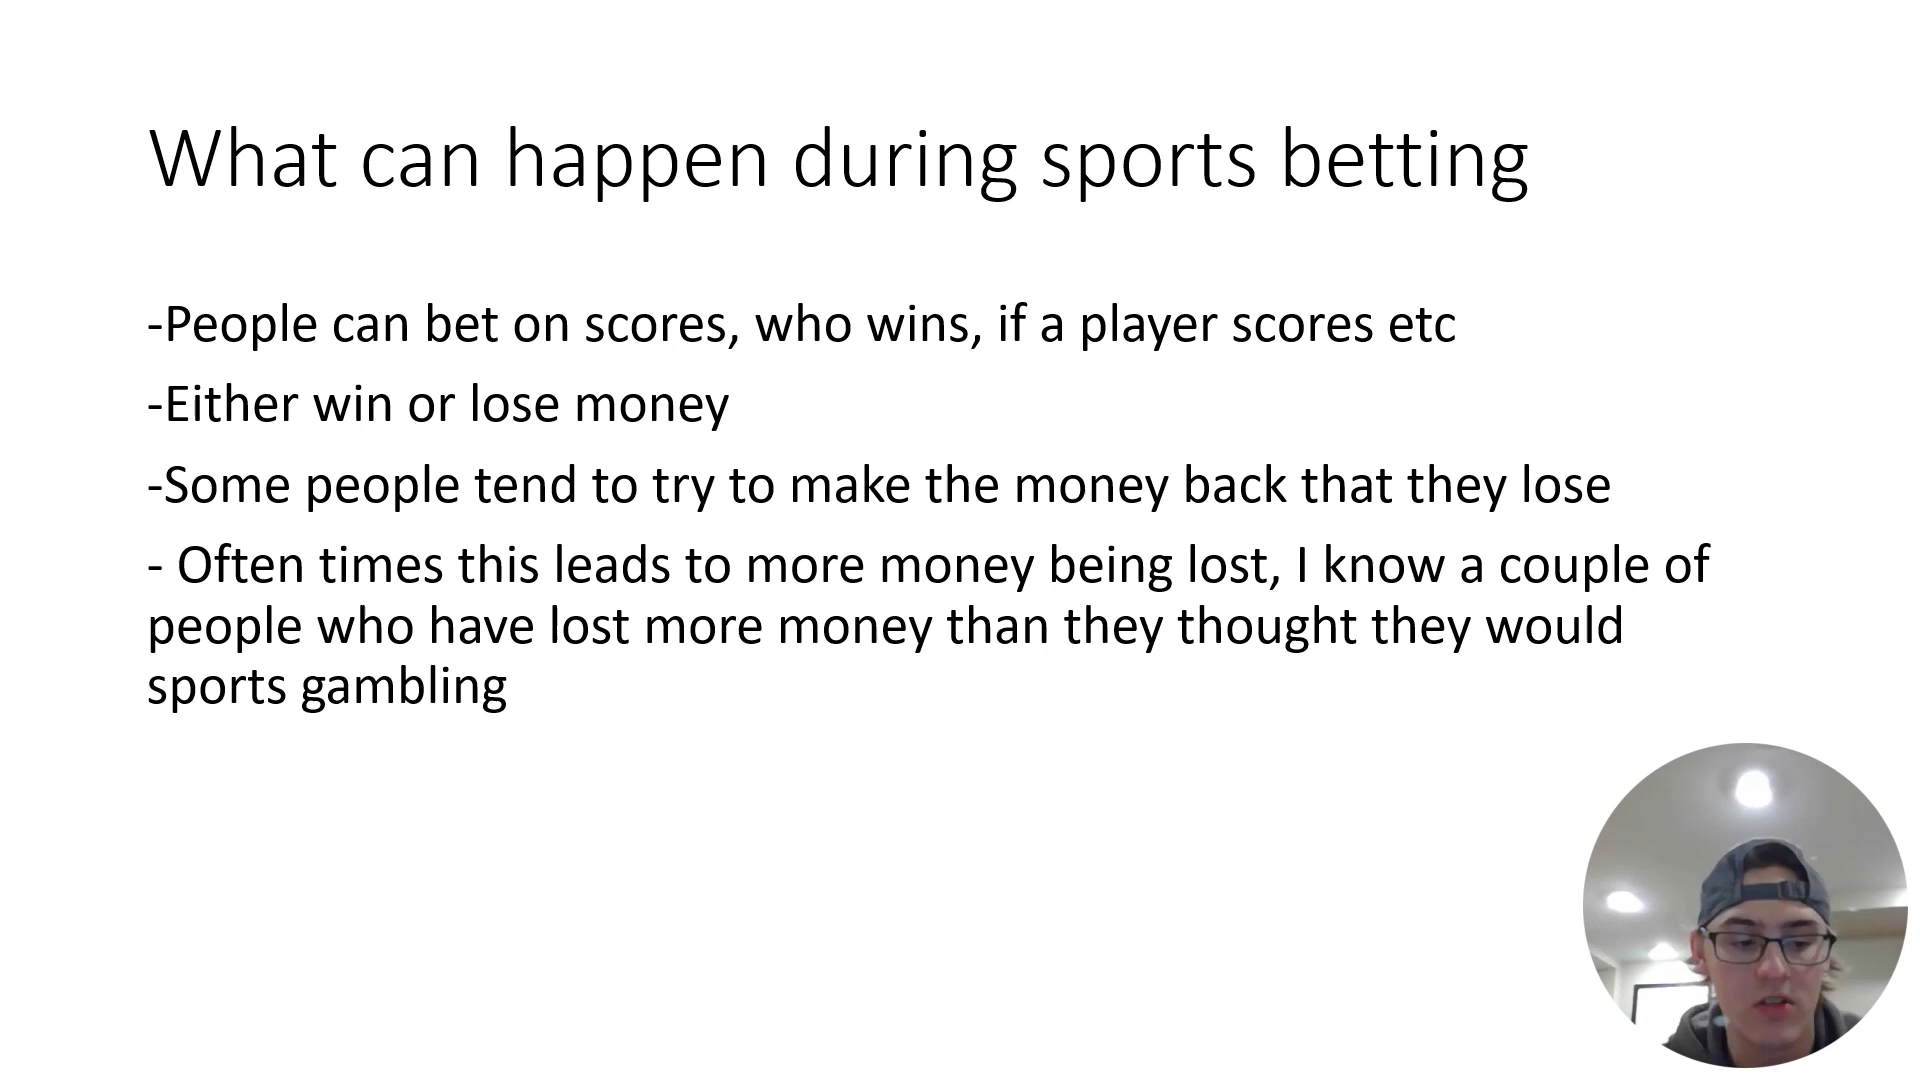 What can happen during sports betting
-People can bet on scores, who wins, if a player scores etc
-Either win or lose money
-Some people tend to try to make the money back that they lose
- Often times this leads to more money being lost, I know a couple of
people who have lost more money than they thought they would
sports gambling